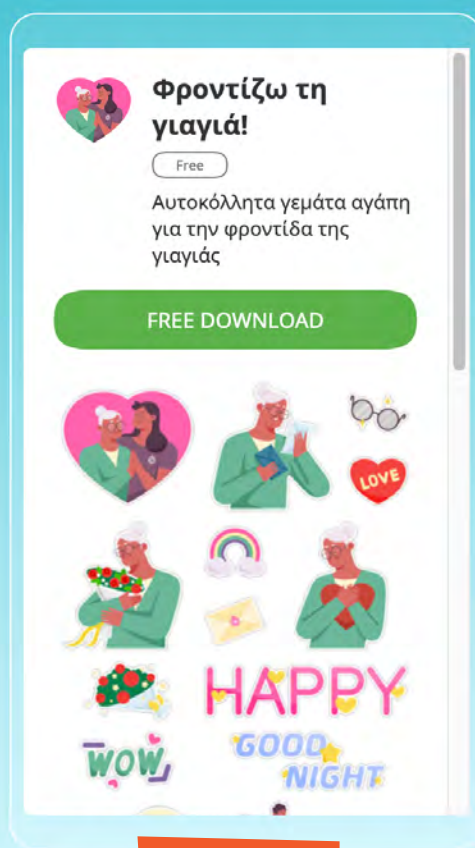 Φροντίζω τη
γιαγιά!
Free
Αυτοκόλλητα γεμάτα αγάπη
για την φροντίδα της
γιαγιάς
FREE DOWNLOAD
LOVE
HAPPY
WOW
GOOD
NIGHT